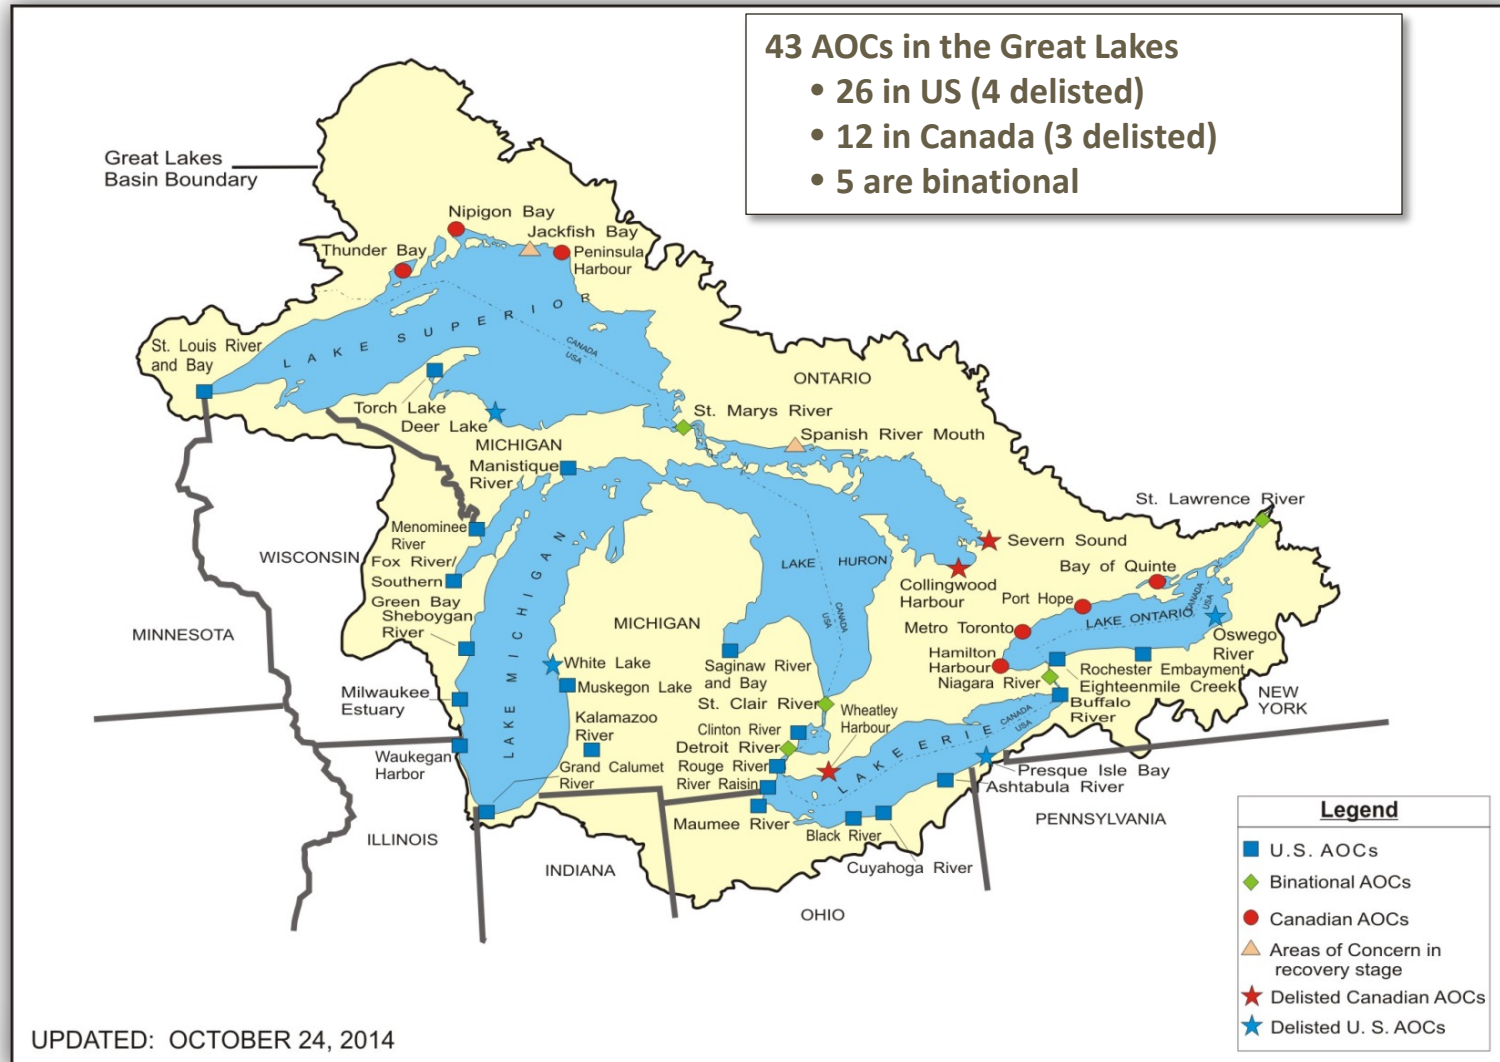 43 AOCs in the Great Lakes
• 26 in US (4 delisted)
• 12 in Canada (3 delisted)
• 5 are binational
Great Lakes
Basin Boundary
Nipigon Bay
Jackfish Bay
Thunder Bay
Peninsula
Harbour
LAKE SUPERIOR
St. Louis River
and Bay
CANADA
USA
ONTARIO
Torch Lake
Deer Lake
St. Marys River
MICHIGAN
Spanish River Mouth
Manistique
River
St. Lawrence River
Menominee
River
WISCONSIN
Fox River/
Southern
Green Bay
LAKE MICHIGAN
LAKE HURON
CANADA
USA
Severn Sound
Collingwood
Harbour
Bay of Quinte
Port Hope
CANADA
USA
LAKE ONTARIO
Sheboygan
River
MINNESOTA
MICHIGAN
Metro Toronto
Oswego
River
Hamilton
Harbour
White Lake
Saginaw River
and Bay
Rochester Embayment
Niagara River
Eighteenmile Creek
Muskegon Lake
Milwaukee
Estuary
St. Clair River
Wheatley
Harbour
Buffalo
River
NEW
YORK
Kalamazoo
River
Clinton River
Detroit River
LAKE ERIE
CANADA
USA
Waukegan
Harbor
Grand Calumet
River
Rouge River
River Raisin
Presque Isle Bay
Ashtabula River
Maumee River
Black River
PENNSYLVANIA
ILLINOIS
INDIANA
Cuyahoga River
OHIO
Legend
U.S. AOCs
Binational AOCs
Canadian AOCs
Areas of Concern in
recovery stage
Delisted Canadian AOCs
Delisted U. S. AOCs
UPDATED: OCTOBER 24, 2014